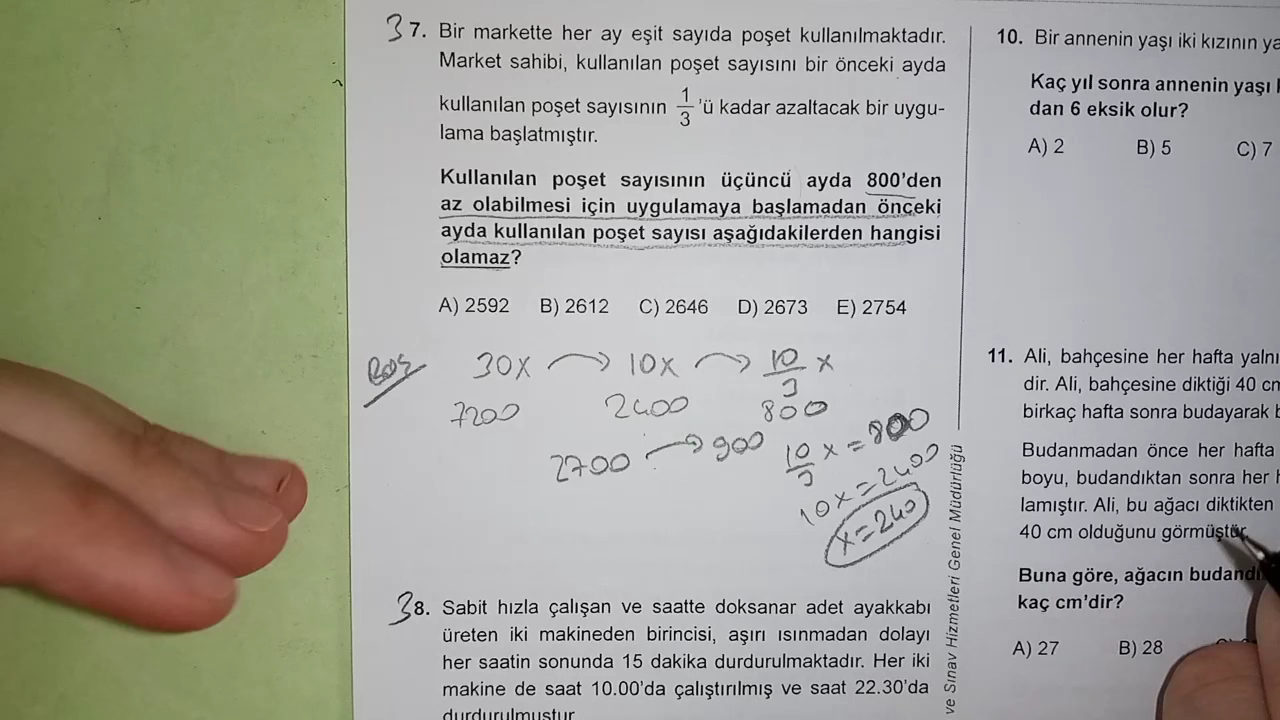 37. Bir markette her ay eşit sayıda poşet kullanılmaktadır.
Market sahibi, kullanılan poşet sayısını bir önceki ayda
kullanılan poşet sayısının 1/3 'ü kadar azaltacak bir uygu-
lama başlatmıştır.
Kullanılan poşet sayısının üçüncü ayda 800'den
az olabilmesi için uygulamaya başlamadan önceki
ayda kullanılan poşet sayısı aşağıdakilerden hangisi
olamaz?
A) 2592 B) 2612 C) 2646 D) 2673 E) 2754
BOŞ 30x 10x 10/3 x
7200 2400 800
2700 900
10/3 x = 800
10x = 2400
x = 240
38. Sabit hızla çalışan ve saatte doksanar adet ayakkabı
üreten iki makineden birincisi, aşırı ısınmadan dolayı
her saatin sonunda 15 dakika durdurulmaktadır. Her iki
makine de saat 10.00'da çalıştırılmış ve saat 22.30'da
durdurulmuştur
ve Sınav Hizmetleri Genel Müdürlüğü
10. Bir annenin yaşı iki kızının
Kaç yıl sonra annenin yaşı
dan 6 eksik olur?
A) 2 B) 5 C) 7
11. Ali, bahçesine her hafta
dir. Ali, bahçesine diktiği 40
birkaç hafta sonra budayarak
Budanmadan önce her hafta
boyu, budandıktan sonra her
lamıştır. Ali, bu ağacı diktikten
40 cm olduğunu görmüştür.
Buna göre, ağacın
kaç cm'dir?
A) 27 B) 28